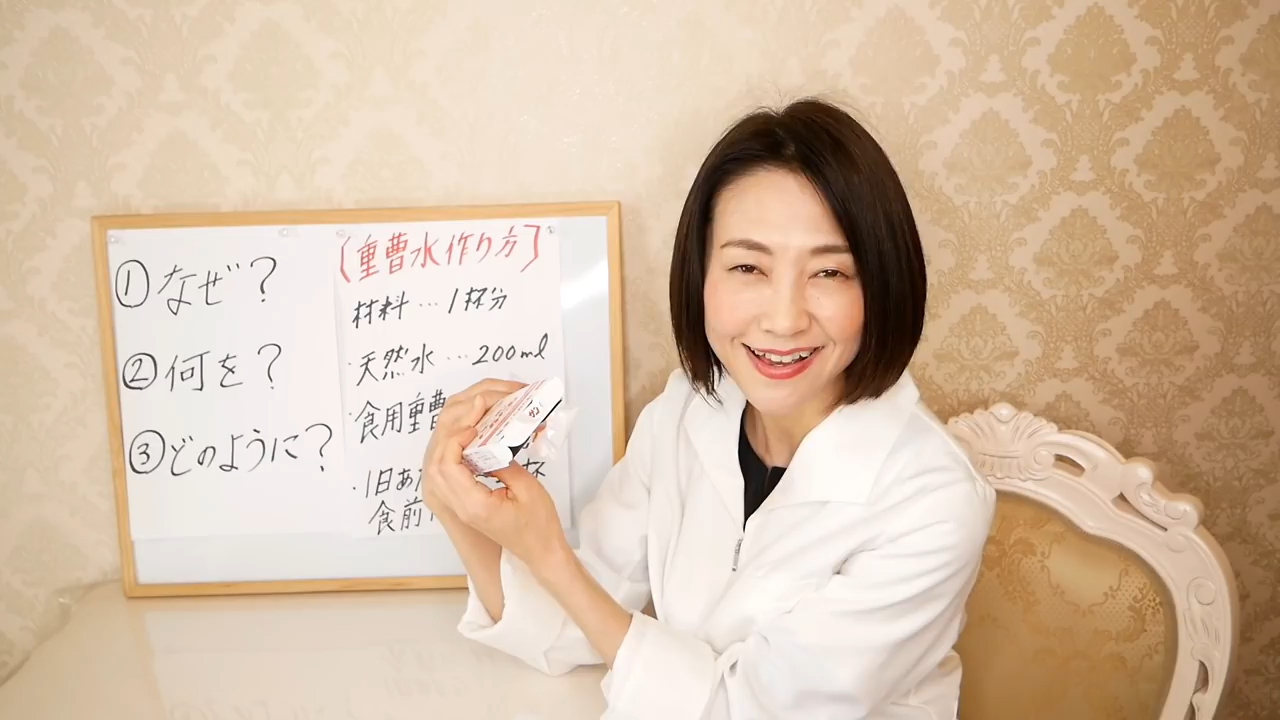 ① なぜ？
② 何を？
③ どのように？
〔重曹水作り方〕
材料…1杯分
・天然水…200ml
・食用重曹
・1日あ
杯
食前